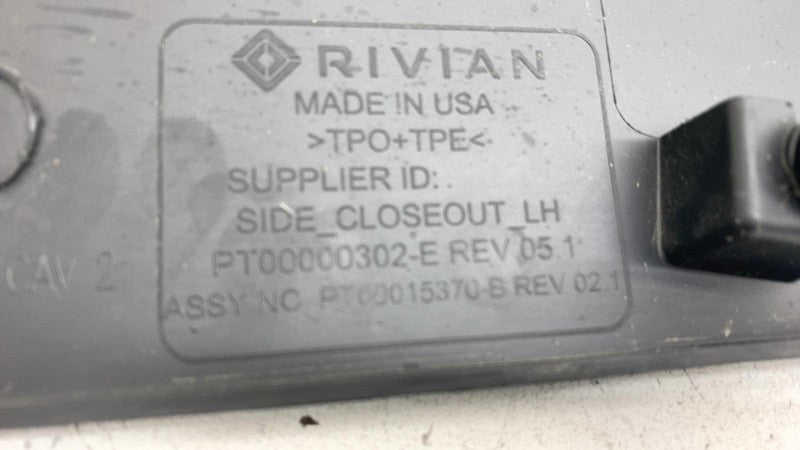 RIVIAN
MADE IN USA
>TPO+TPE<
SUPPLIER ID:.
SIDE_CLOSEOUT_LH
PT00000302-E REV 05 1
CAV 2
ASSY NO PT00015370-B REV 02 1